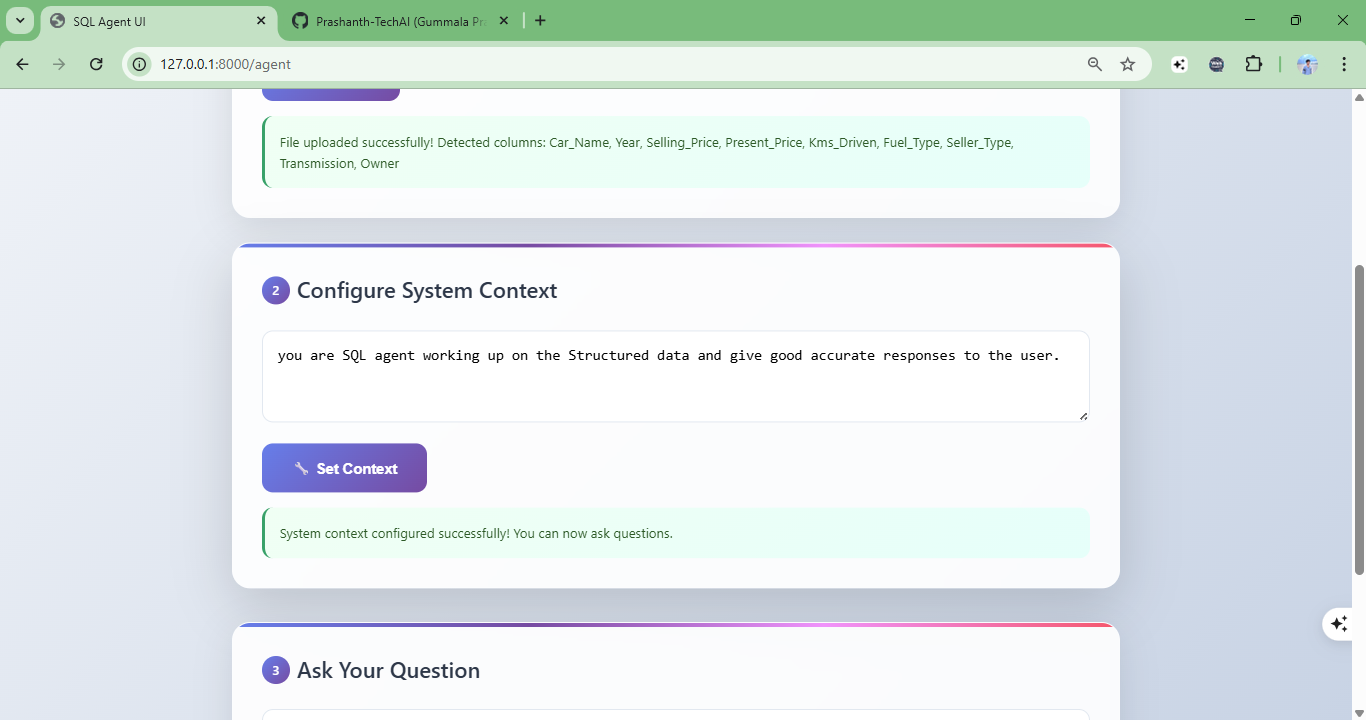 SQL Agent UI
Prashanth-TechAI (Gummala Pra
127.0.0.1:8000/agent
File uploaded successfully! Detected columns: Car_Name, Year, Selling_Price, Present_Price, Kms_Driven, Fuel_Type, Seller_Type,
Transmission, Owner
2 Configure System Context
you are SQL agent working up on the Structured data and give good accurate responses to the user.
Set Context
System context configured successfully! You can now ask questions.
3 Ask Your Question